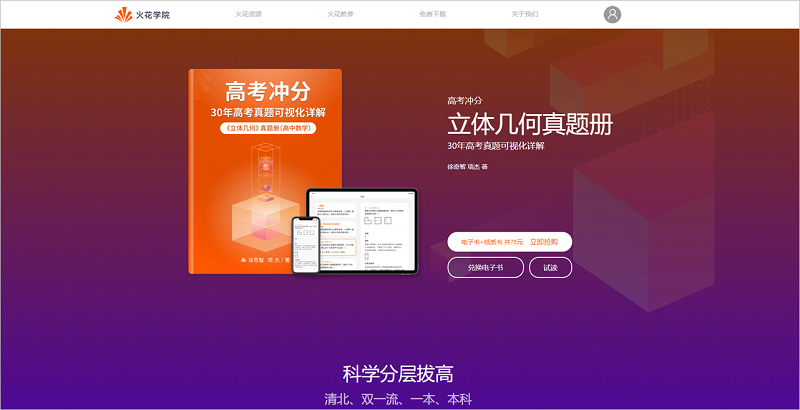 火花学院
火花资源
火花教参
免费下载
关于我们
高考冲分
30年高考真题可视化详解
《立体几何》真题册(高中数学)
徐奇智 项 杰 / 著
高考冲分
立体几何真题册
30年高考真题可视化详解
徐奇智 项杰 著
电子书+纸质书 共76元 立即抢购
兑换电子书
试读
科学分层拔高
清北、双一流、一本、本科